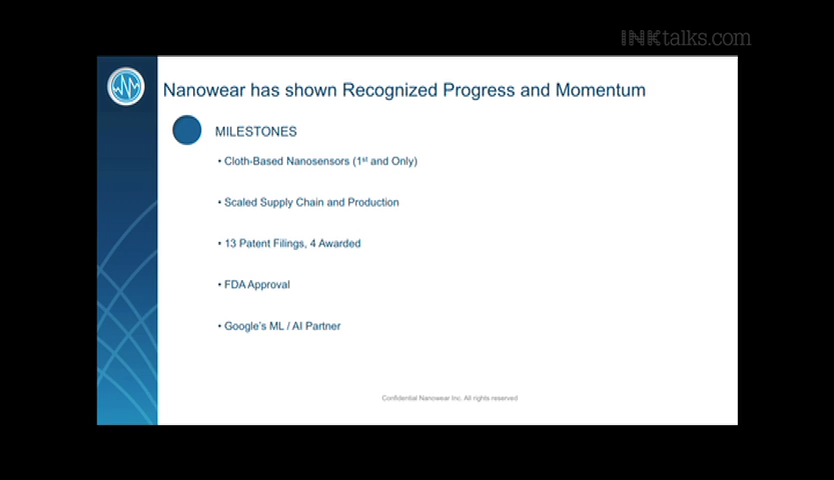 INKtalks.com
Nanowear has shown Recognized Progress and Momentum
MILESTONES
• Cloth-Based Nanosensors (1st and Only)
• Scaled Supply Chain and Production
• 13 Patent Filings, 4 Awarded
• FDA Approval
• Google's ML / AI Partner
Confidential Nanowear Inc. All rights reserved